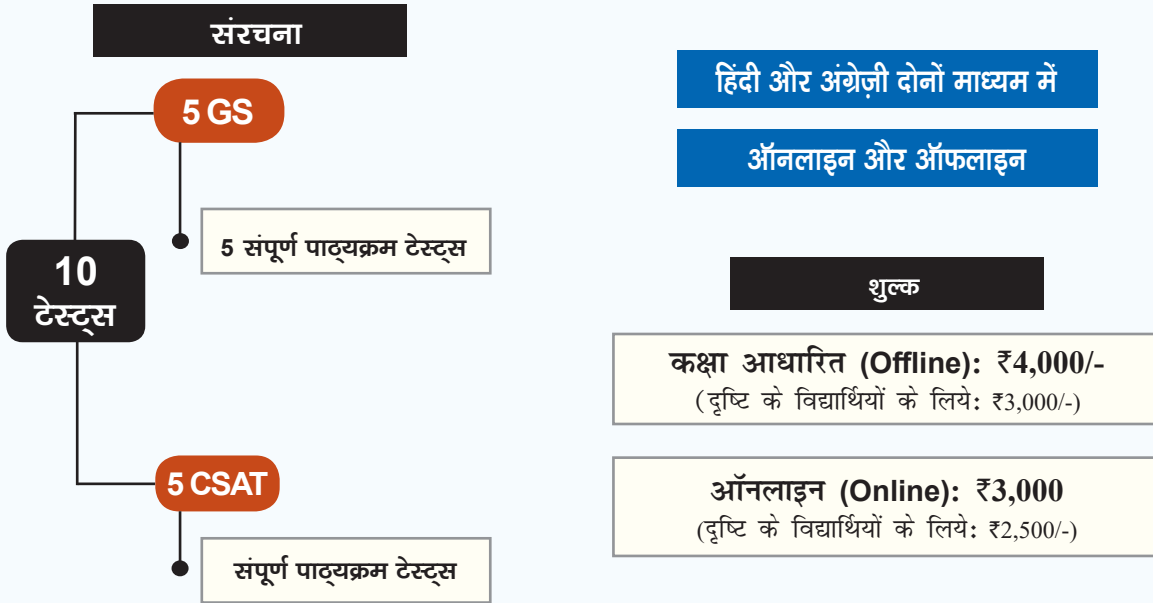 संरचना
5 GS
5 संपूर्ण पाठ्यक्रम टेस्ट्स
10
टेस्ट्स
5 CSAT
संपूर्ण पाठ्यक्रम टेस्ट्स
हिंदी और अंग्रेज़ी दोनों माध्यम में
ऑनलाइन और ऑफलाइन
शुल्क
कक्षा आधारित (Offline): ₹4,000/-
(दृष्टि के विद्यार्थियों के लिये: ₹3,000/-)
ऑनलाइन (Online): ₹3,000
(दृष्टि के विद्यार्थियों के लिये: ₹2,500/-)